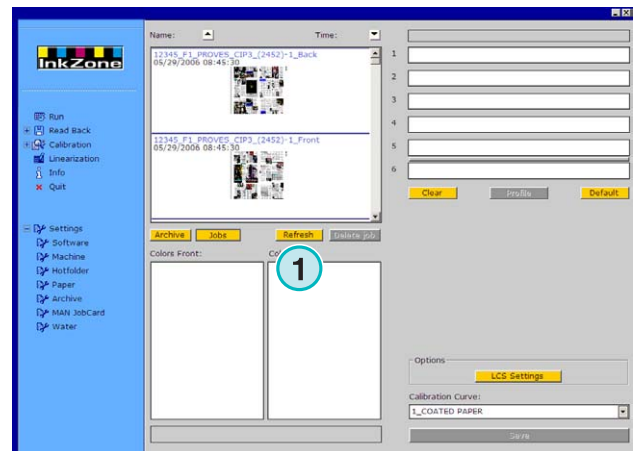 InkZone
Run
Read Back
Calibration
Linearization
Info
Quit
Settings
Software
Machine
Hotfolder
Paper
Archive
MAN JobCard
Water
Name: Time:
12345_F1_PROVES_CIP3_(2452)-1_Back
05/29/2006 08:45:30
12345_F1_PROVES_CIP3_(2452)-1_Front
05/29/2006 08:45:30
Archive Jobs Refresh Delete job
Colors Front:
1
1
2
3
4
5
6
Clear Profile Default
Options
LCS Settings
Calibration Curve:
1_COATED PAPER
Save